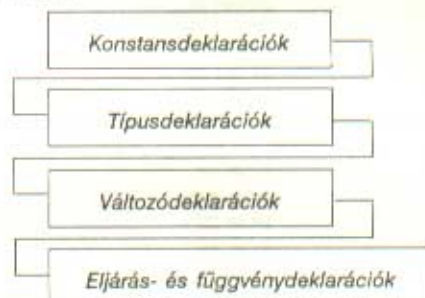 Konstansdeklarációk
Típusdeklarációk
Változódeklarációk
Eljárás- és függvénydeklarációk